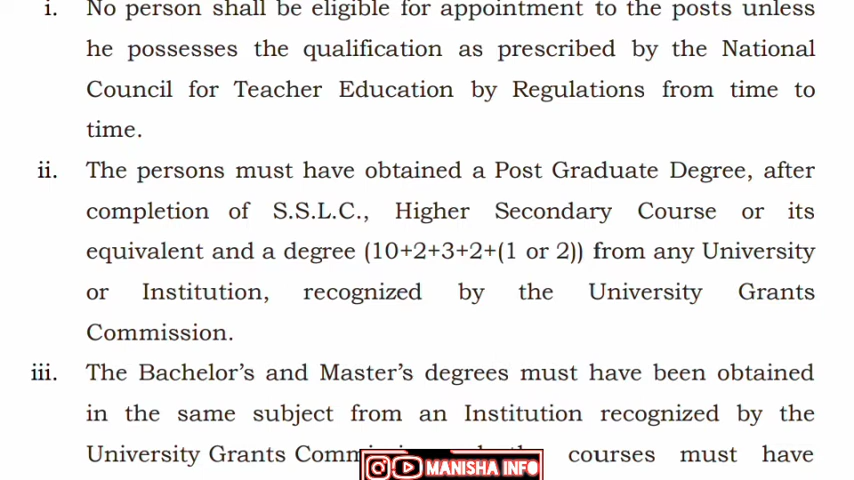 i. No person shall be eligible for appointment to the posts unless
he possesses the qualification as prescribed by the National
Council for Teacher Education by Regulations from time to
time.
ii. The persons must have obtained a Post Graduate Degree, after
completion of S.S.L.C., Higher Secondary Course or its
equivalent and a degree (10+2+3+2+(1 or 2)) from any University
or Institution, recognized by the University Grants
Commission.
iii. The Bachelor’s and Master’s degrees must have been obtained
in the same subject from an Institution recognized by the
University Grants courses must have
MANISHA INFO